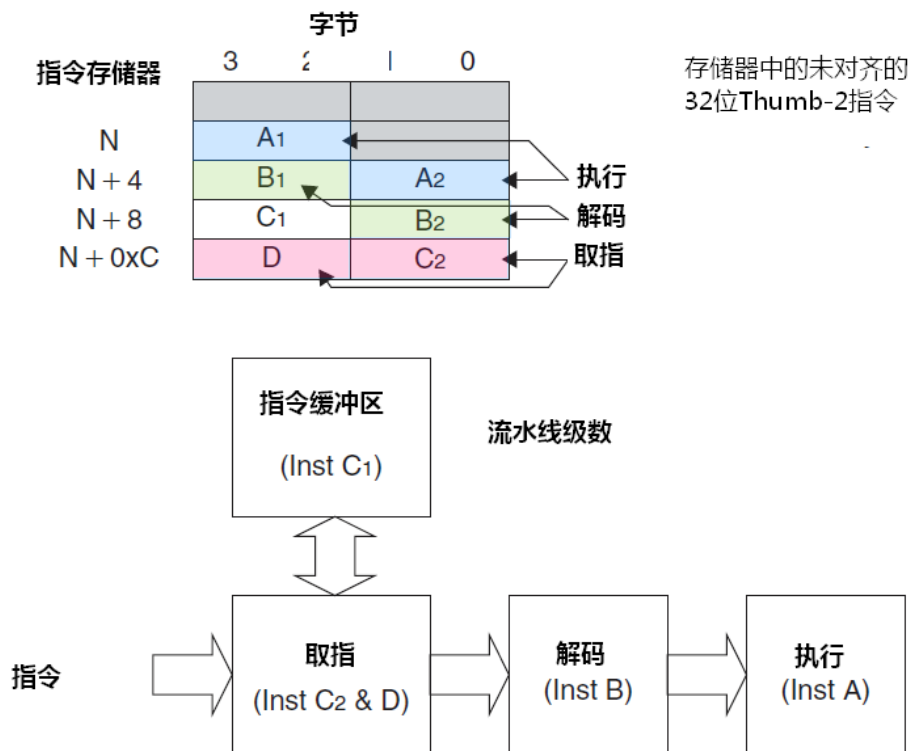 字节
指令存储器
3 2 1 0
存储器中的未对齐的
32位Thumb-2指令
N
A1
N + 4
B1
A2
执行
N + 8
C1
B2
解码
N + 0xC
D
C2
取指
指令缓冲区
(Inst C1)
流水线级数
指令
取指
(Inst C2 & D)
解码
(Inst B)
执行
(Inst A)